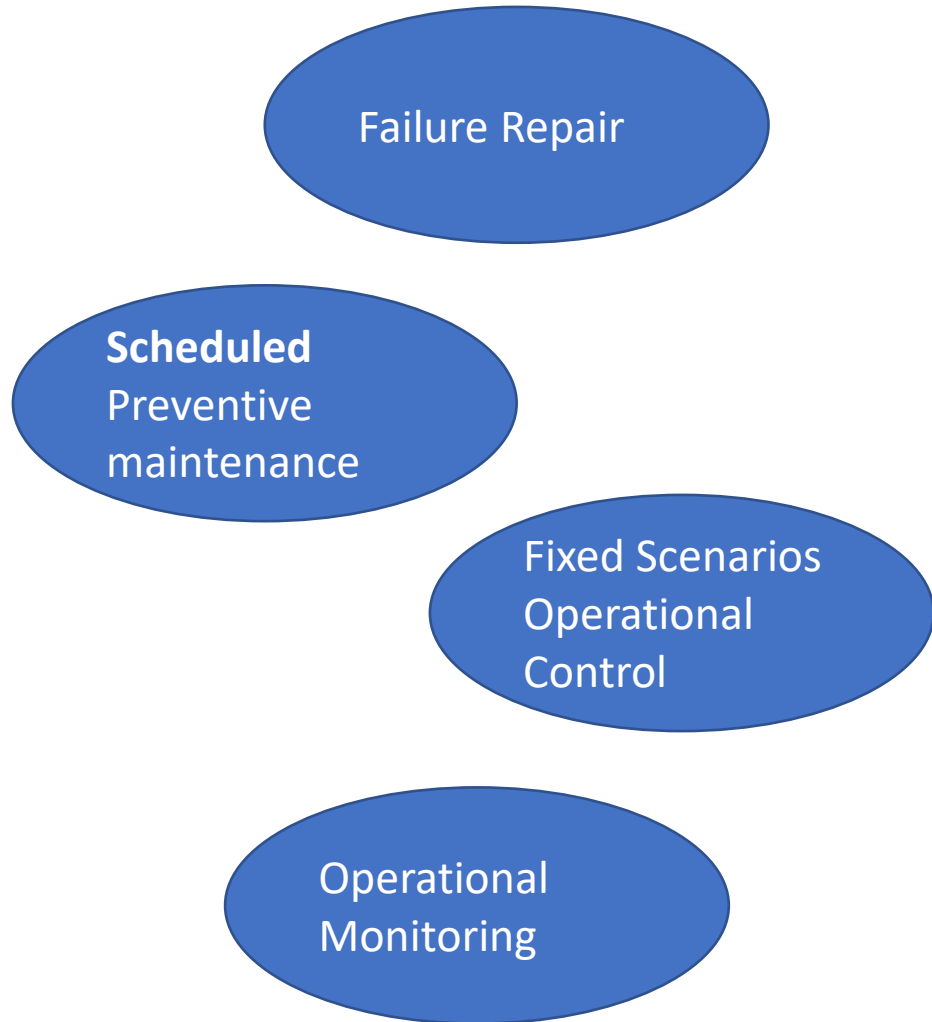 Failure Repair
Scheduled
Preventive
maintenance
Fixed Scenarios
Operational
Control
Operational
Monitoring